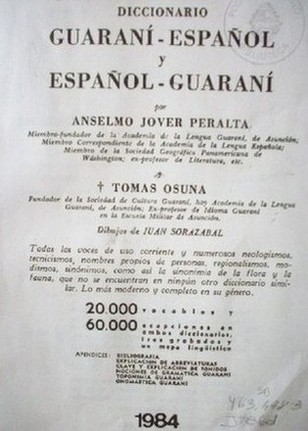 DICCIONARIO
GUARANÍ-ESPAÑOL
y
ESPAÑOL-GUARANÍ
por
ANSELMO JOVER PERALTA
Miembro-fundador de la Academia de la Lengua Guaraní, de Asunción;
Miembro Correspondiente de la Academia de la Lengua Española;
Miembro de la Sociedad Geográfica Panamericana de
Wáshington; ex-profesor de Literatura, etc.
† TOMAS OSUNA
Fundador de la Sociedad de Cultura Guaraní, hoy Academia de la Lengua
Guaraní, de Asunción; Ex-profesor de Idioma Guaraní
en la Escuela Militar de Asunción.
Dibujos de JUAN SORAZABAL
Todas las voces de uso corriente y numerosos neologismos,
tecnicismos, nombres propios de personas, regionalismos, mo-
dismos, sinónimos, como así la sinonimia de la flora y la
fauna, que no se encuentran en ningún otro diccionario simi-
lar. Lo más moderno y completo en su género.
20.000 vocablos y
60.000 acepciones en
ambos diccionarios,
tres grabados y
un mapa lingüístico
APENDICES: BIBLIOGRAFIA
EXPLICACION DE ABREVIATURAS
CLAVE Y EXPLICACION DE SONIDOS
NOCIONES DE GRAMATICA GUARANI
TOPONIMIA GUARANI
ONOMASTICA GUARANI
1984